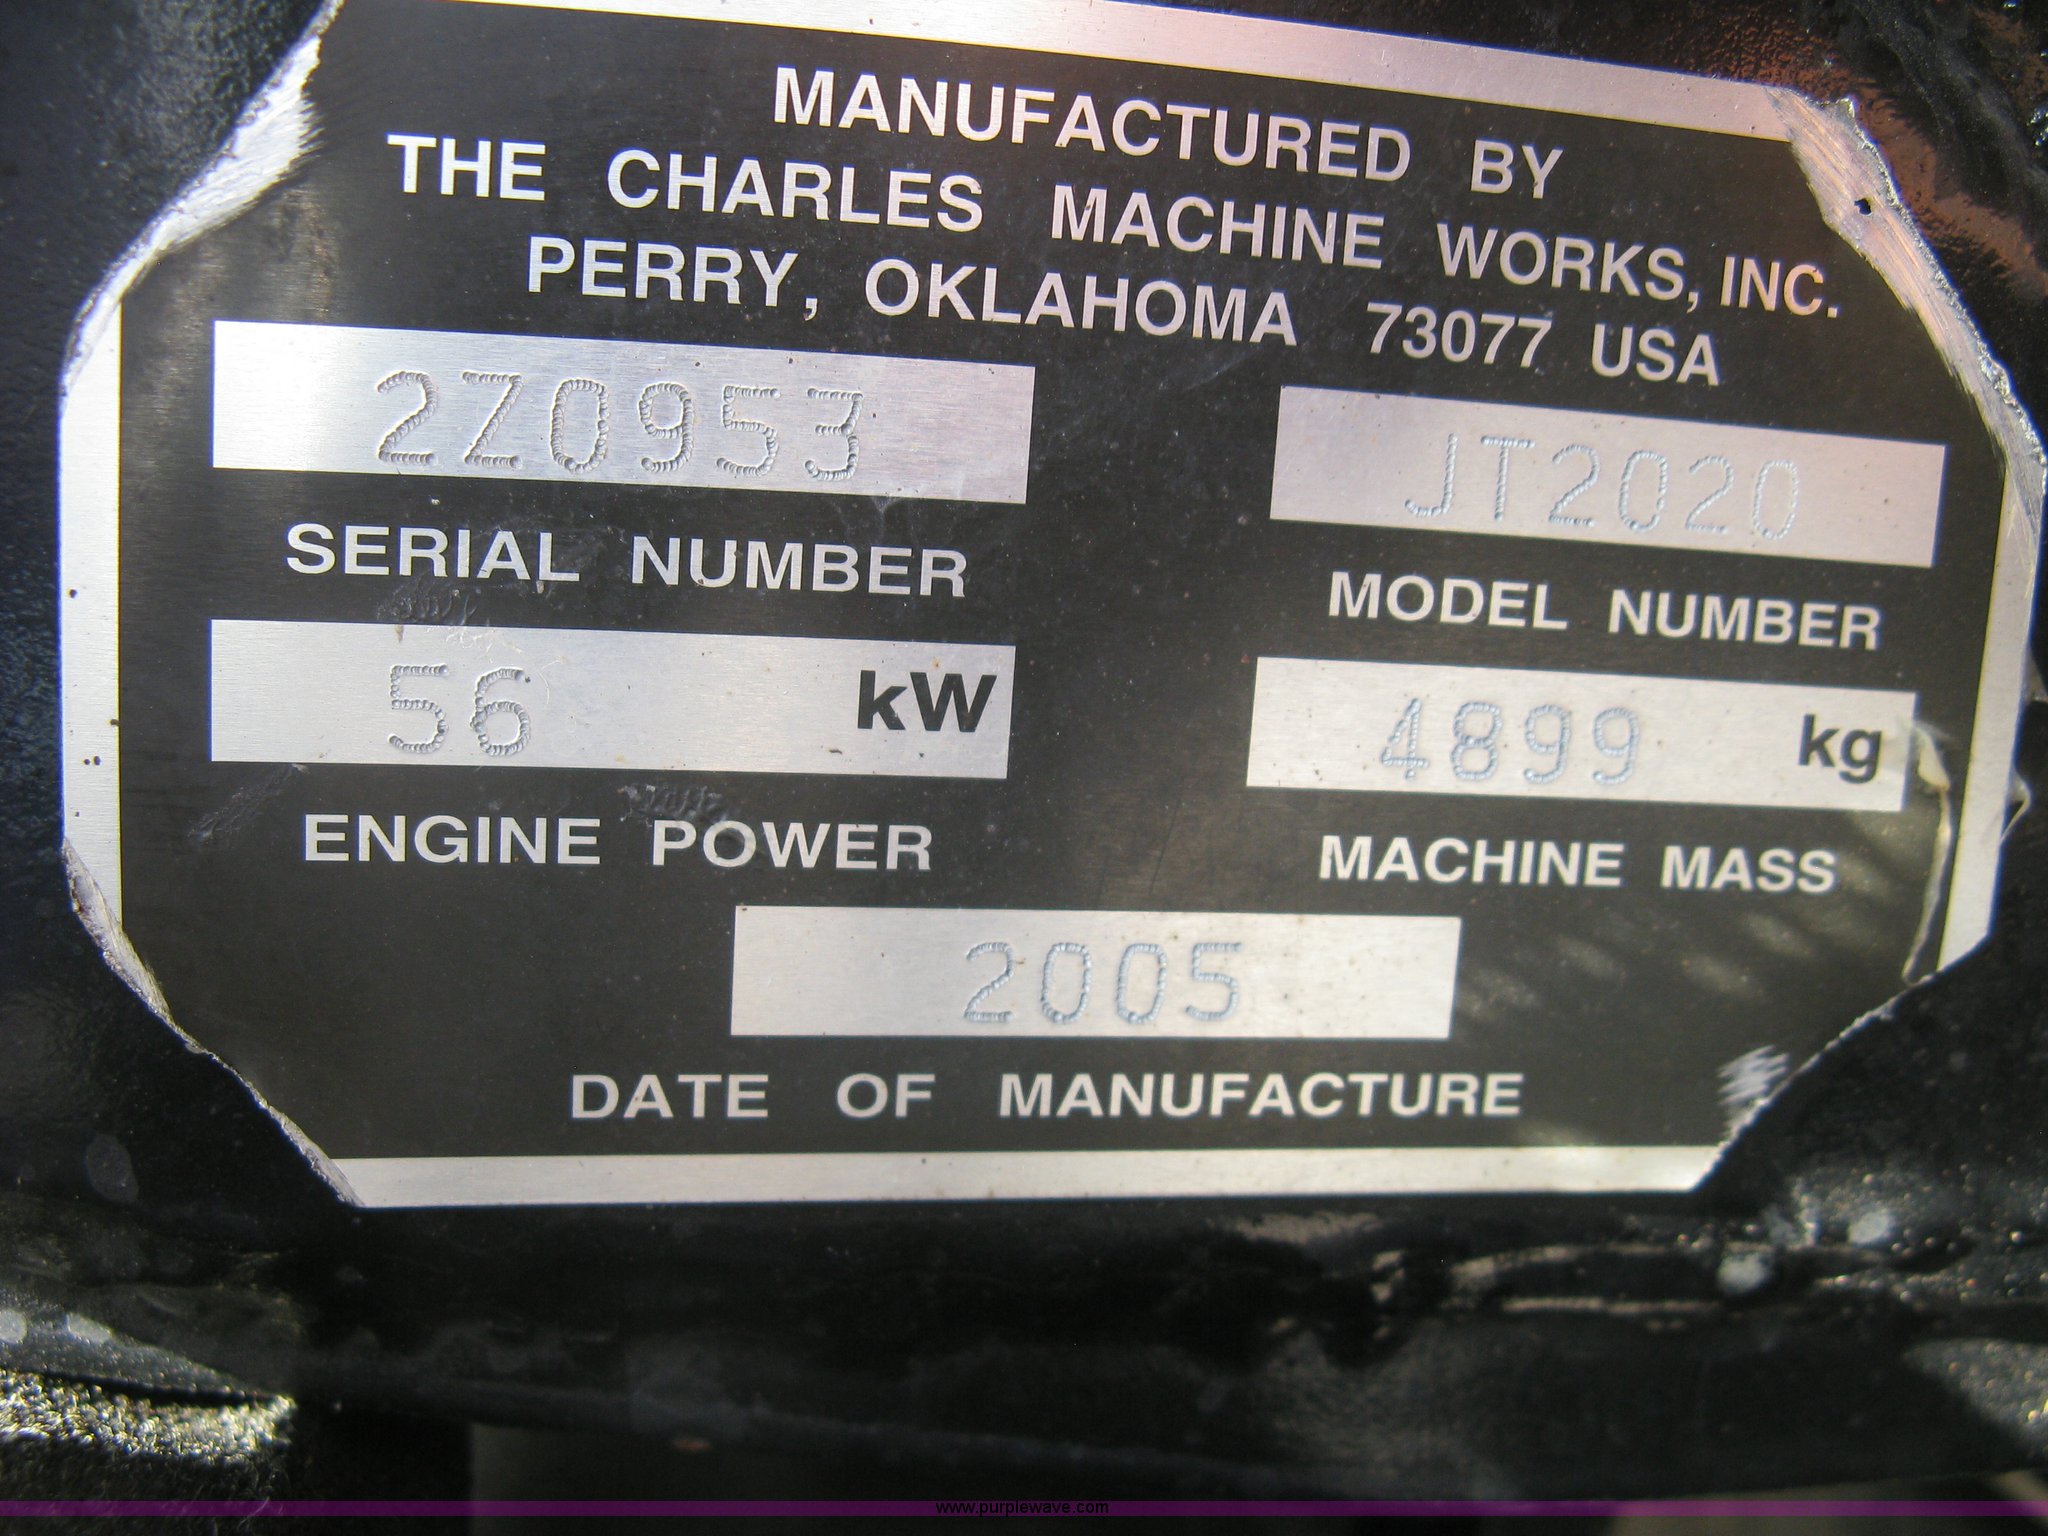 MANUFACTURED BY
THE CHARLES MACHINE WORKS, INC.
PERRY, OKLAHOMA 73077 USA
2Z0953 JT2020
SERIAL NUMBER MODEL NUMBER
56 kW 4899 kg
ENGINE POWER MACHINE MASS
2005
DATE OF MANUFACTURE
www.purplewave.com